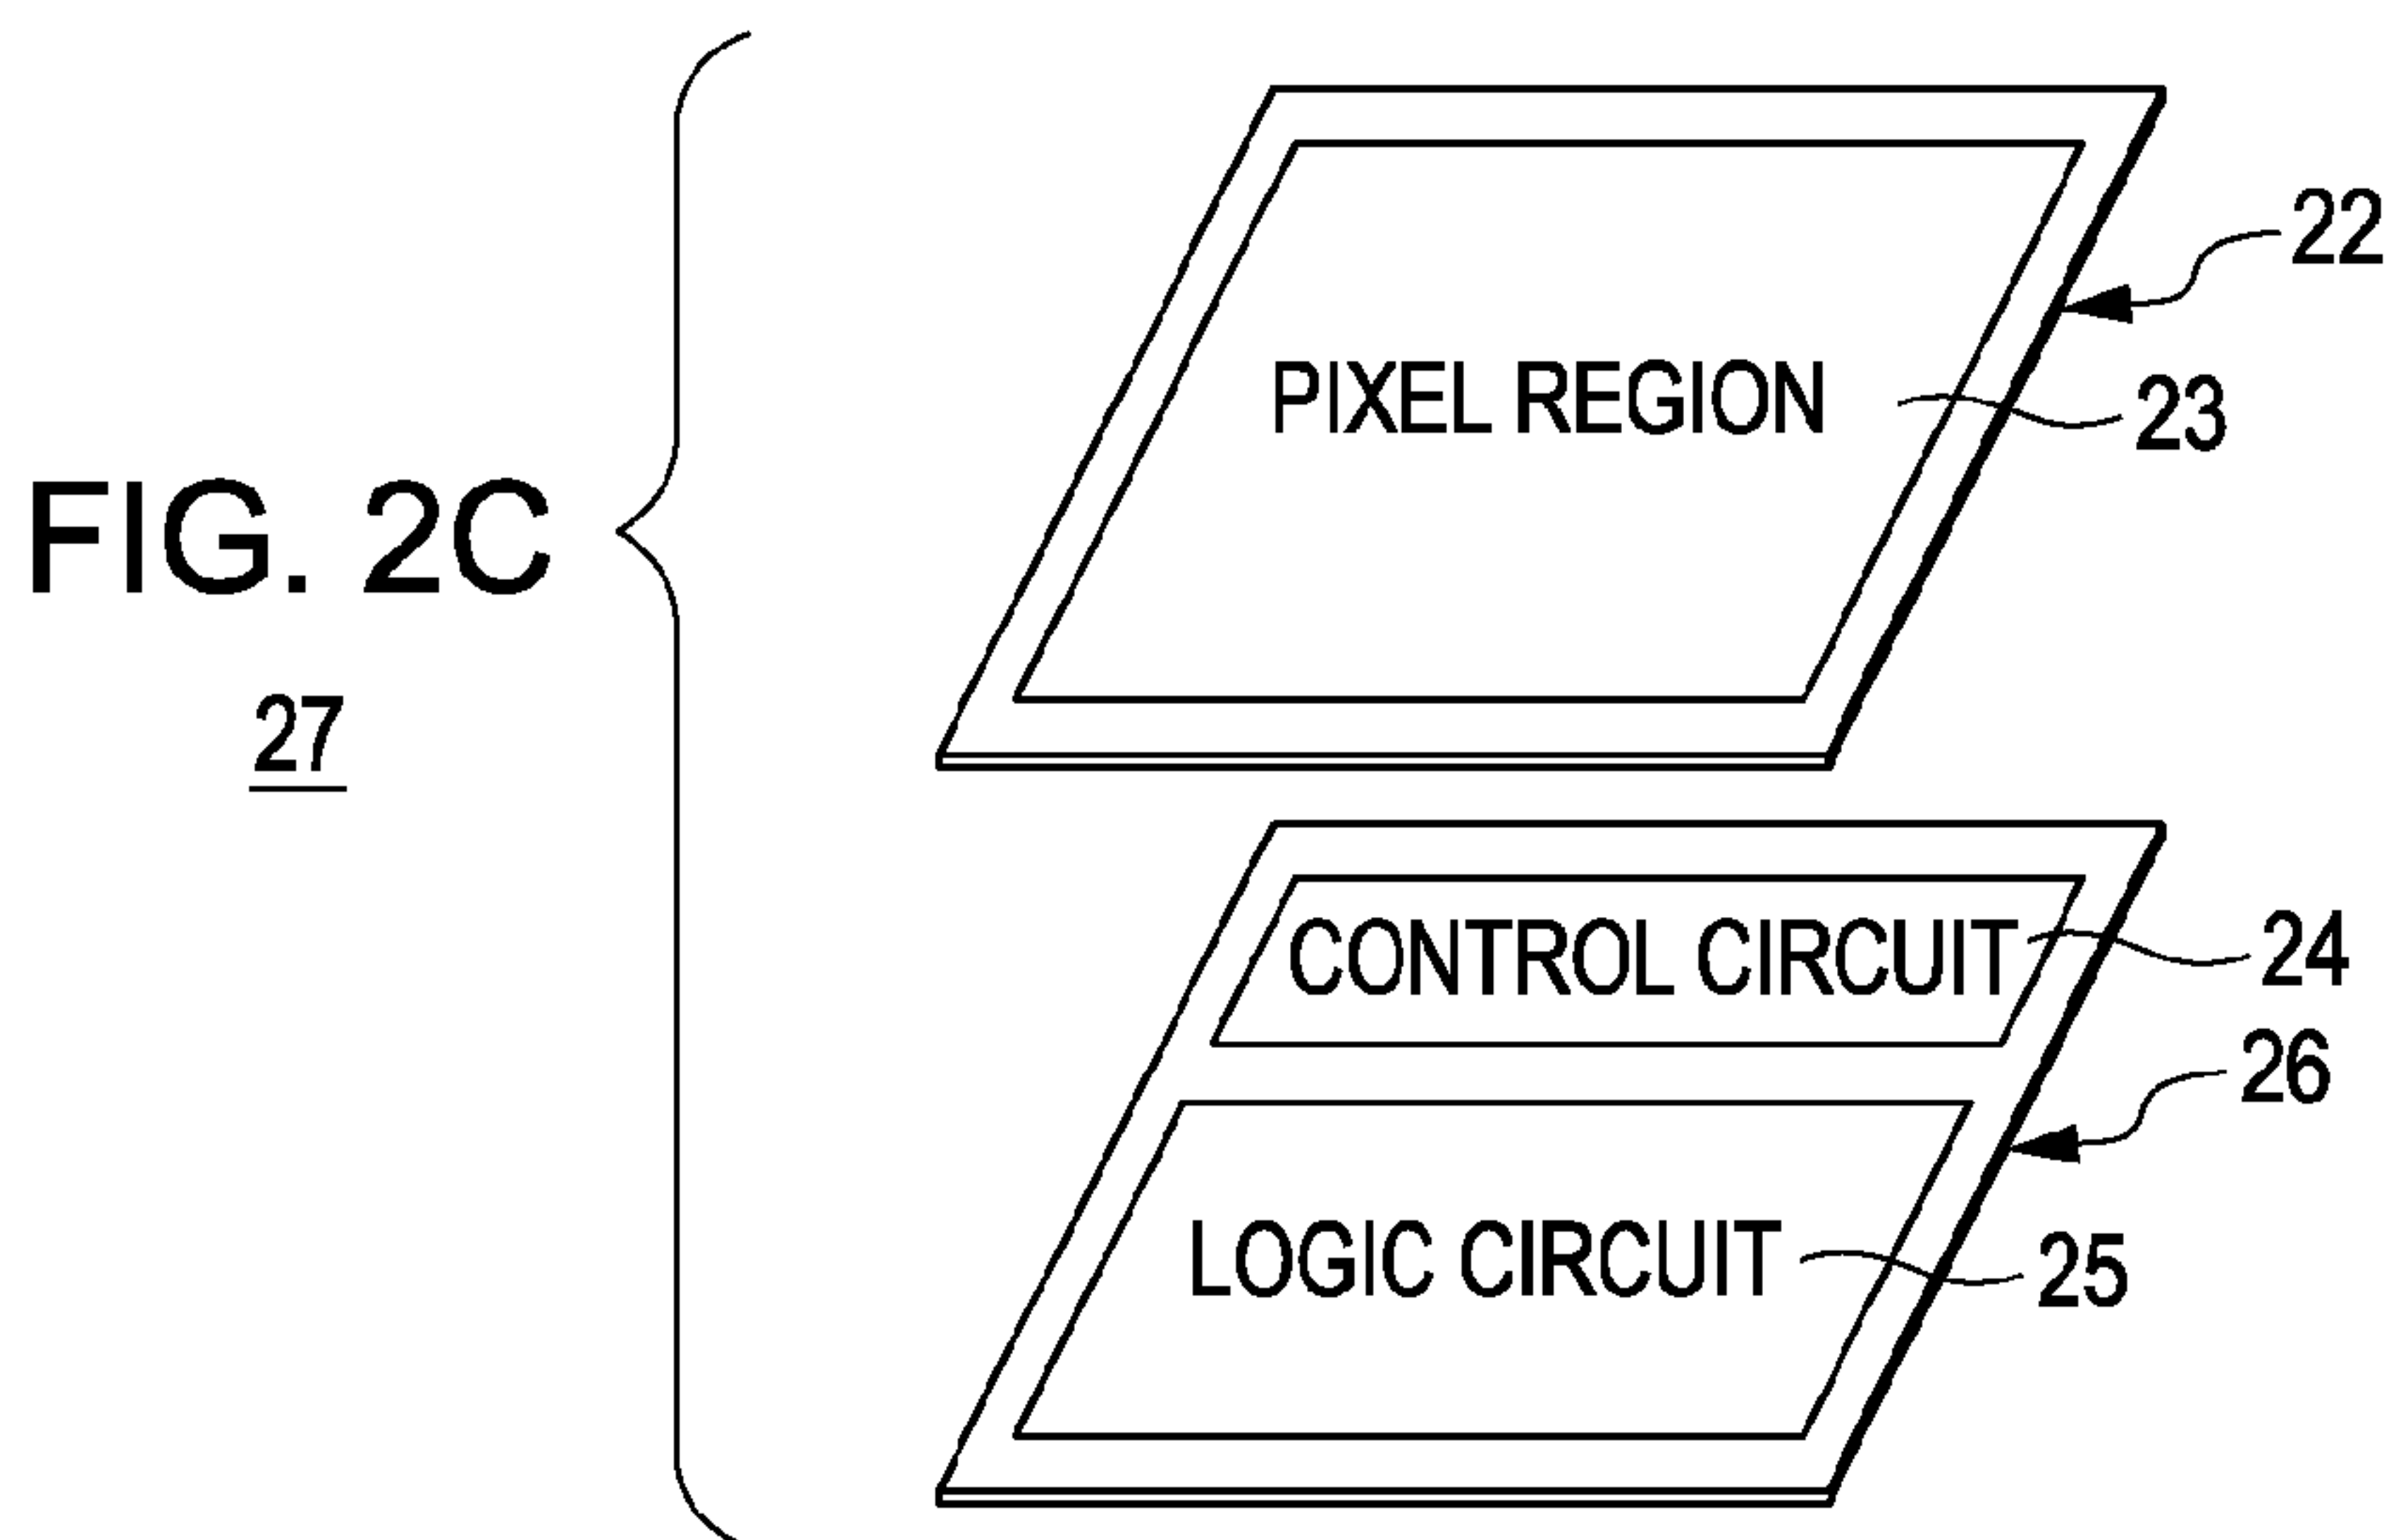 FIG. 2C
27
22
PIXEL REGION
23
CONTROL CIRCUIT
24
26
LOGIC CIRCUIT
25